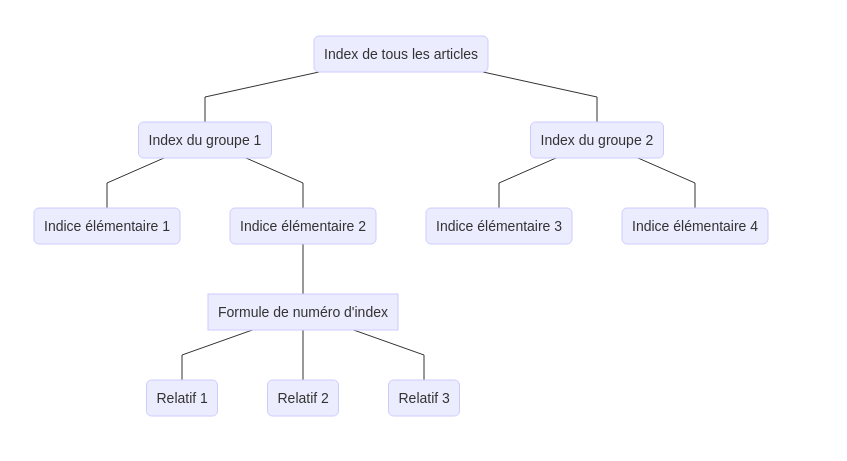 Index de tous les articles
Index du groupe 1
Index du groupe 2
Indice élémentaire 1
Indice élémentaire 2
Indice élémentaire 3
Indice élémentaire 4
Formule de numéro d'index
Relatif 1
Relatif 2
Relatif 3